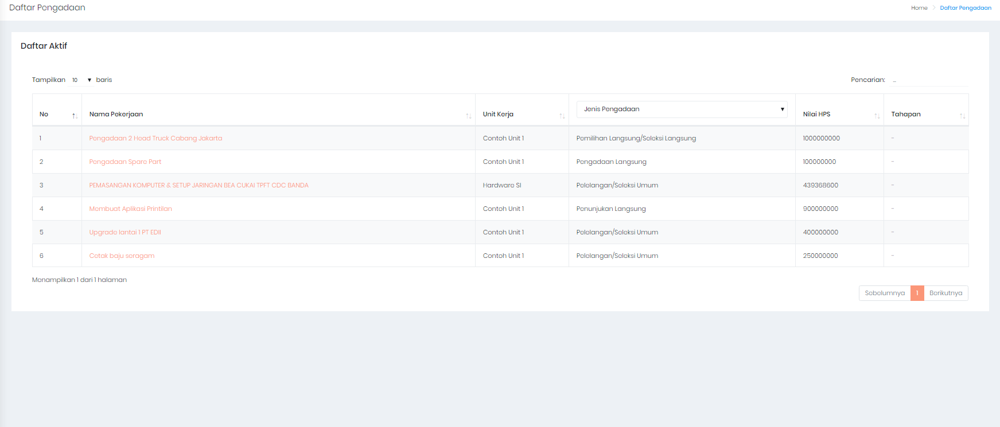 Daftar Pengadaan
Home > Daftar Pengadaan
Daftar Aktif
Tampilkan 10 baris
Pencarian: ...
No Nama Pekerjaan Unit Kerja Jenis Pengadaan Nilai HPS Tahapan
1 Pengadaan 2 Head Truck Cabang Jakarta Contoh Unit 1 Pemilihan Langsung/Seleksi Langsung 1000000000 -
2 Pengadaan Spare Part Contoh Unit 1 Pengadaan Langsung 100000000 -
3 PEMASANGAN KOMPUTER & SETUP JARINGAN BEA CUKAI TPFT CDC BANDA Hardware SI Pelelangan/Seleksi Umum 439368600 -
4 Membuat Aplikasi Printilan Contoh Unit 1 Penunjukan Langsung 900000000 -
5 Upgrade lantai 1 PT EDII Contoh Unit 1 Pelelangan/Seleksi Umum 400000000 -
6 Cetak baju seragam Contoh Unit 1 Pelelangan/Seleksi Umum 250000000 -
Menampilkan 1 dari 1 halaman
Sebelumnya 1 Berikutnya